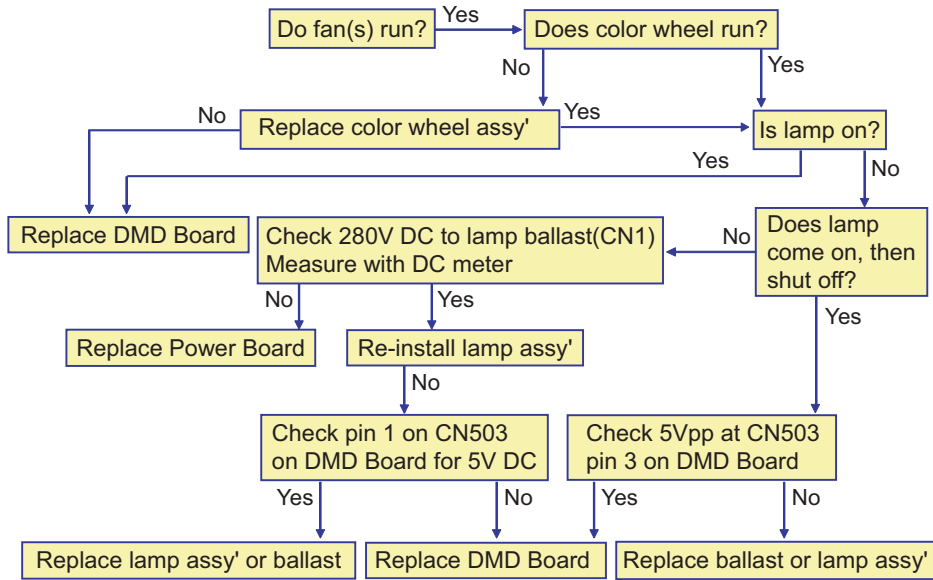 Do fan(s) run?
Yes
Does color wheel run?
No
Yes
No
Replace color wheel assy'
Yes
Is lamp on?
Yes
No
Replace DMD Board
Check 280V DC to lamp ballast(CN1)
Measure with DC meter
No
Does lamp
come on, then
shut off?
No
Yes
Yes
Replace Power Board
Re-install lamp assy'
No
Check pin 1 on CN503
on DMD Board for 5V DC
Check 5Vpp at CN503
pin 3 on DMD Board
Yes
No
Yes
No
Replace lamp assy' or ballast
Replace DMD Board
Replace ballast or lamp assy'